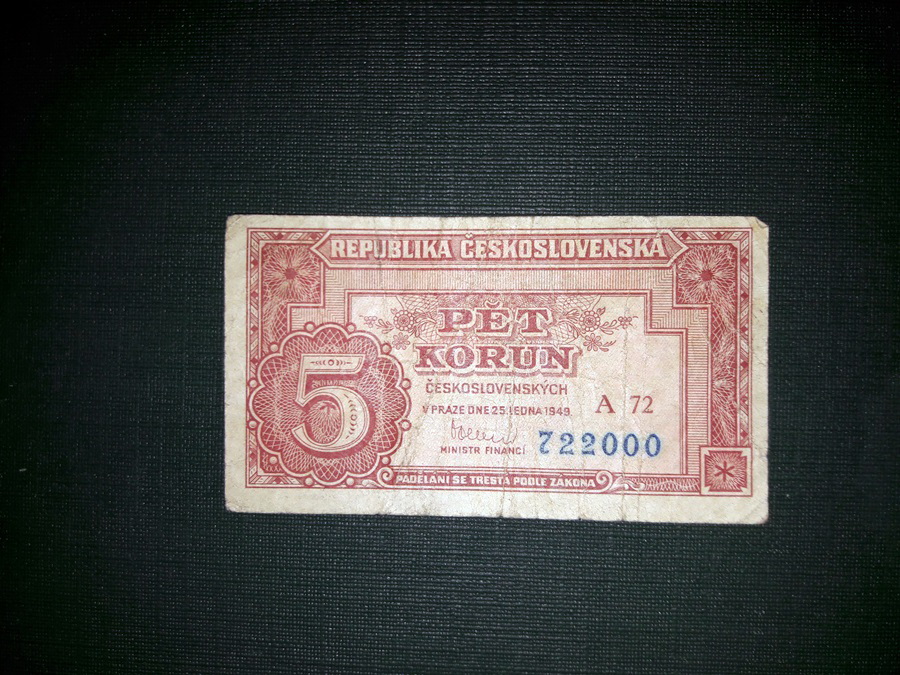 REPUBLIKA ČESKOSLOVENSKÁ
PĚT
KORUN
ČESKOSLOVENSKÝCH
V PRAZE DNE 25. LEDNA 1949
A 72
MINISTR FINANCÍ
722000
5
PADĚLÁNÍ SE TRESTÁ PODLE ZÁKONA